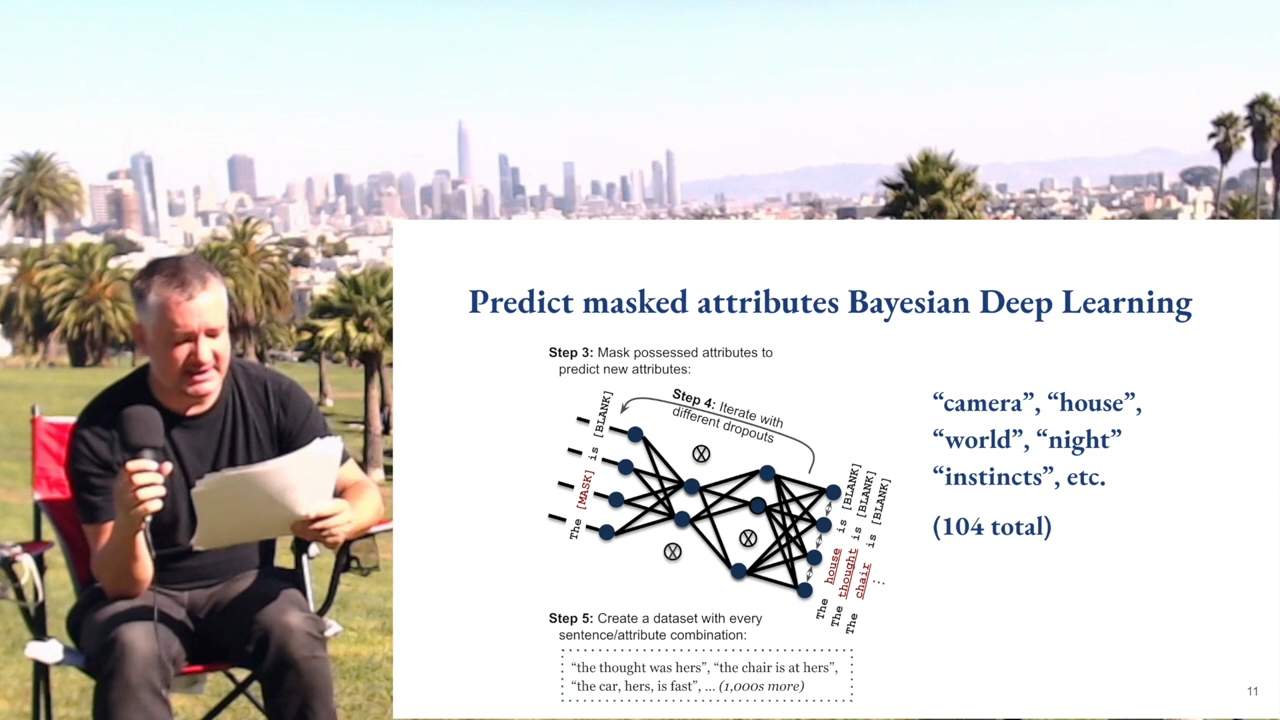 Predict masked attributes Bayesian Deep Learning
Step 3: Mask possessed attributes to
predict new attributes:
Step 4: Iterate with
different dropouts
The [MASK] is [BLANK]
The house is [BLANK]
The thought is [BLANK]
The chair is [BLANK]
⋮
“camera”, “house”,
“world”, “night”
“instincts”, etc.
(104 total)
Step 5: Create a dataset with every
sentence/attribute combination:
“the thought was hers”, “the chair is at hers”,
“the car, hers, is fast”, ... (1,000s more)
11